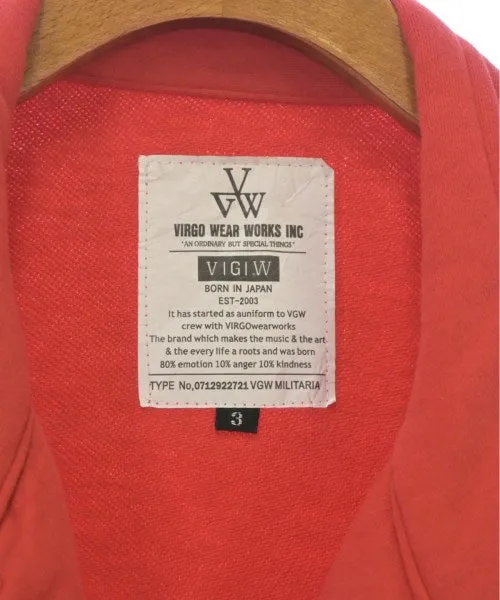 V
VGW
VIRGO WEAR WORKS INC
"AN ORDINARY BUT SPECIAL THINGS"
VIGI.W
BORN IN JAPAN
EST-2003
It has started as auniform to VGW
crew with VIRGOwearworks
The brand which makes the music & the art
& the every life a roots and was born
80% emotion 10% anger 10% kindness
TYPE No,0712922721 VGW MILITARIA
3